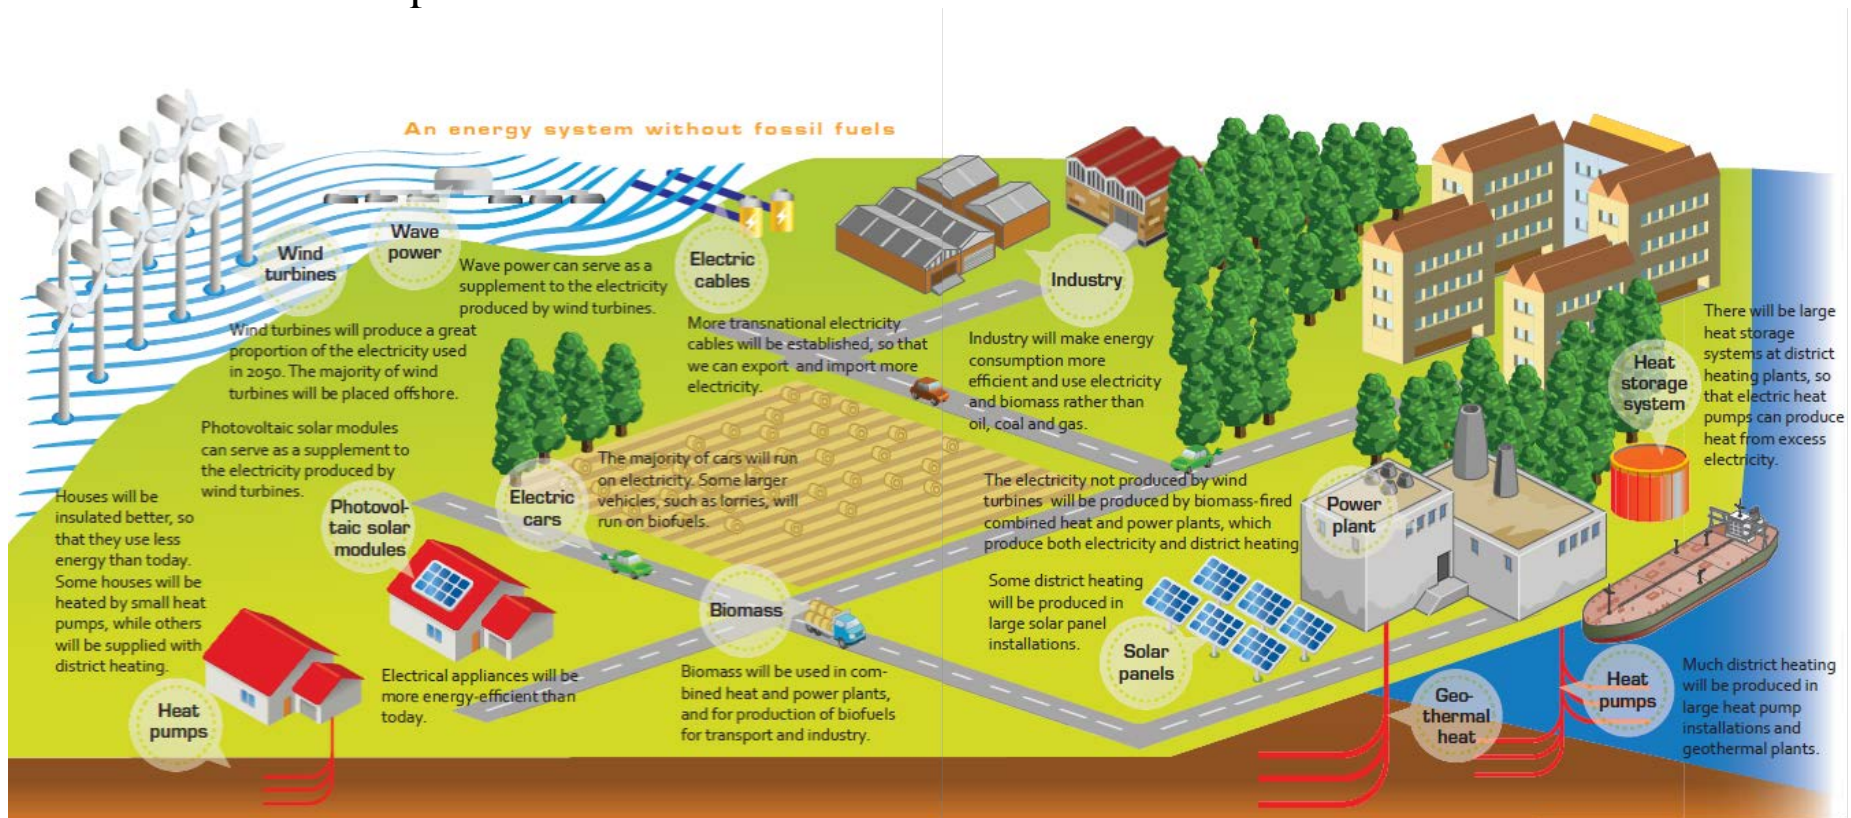 An energy system without fossil fuels
Wind
turbines
Wind turbines will produce a great
proportion of the electricity used
in 2050. The majority of wind
turbines will be placed offshore.
Wave
power
Wave power can serve as a
supplement to the electricity
produced by wind turbines.
Electric
cables
More transnational electricity
cables will be established, so that
we can export and import more
electricity.
Industry
Industry will make energy
consumption more
efficient and use electricity
and biomass rather than
oil, coal and gas.
Heat
storage
system
There will be large
heat storage
systems at district
heating plants, so
that electric heat
pumps can produce
heat from excess
electricity.
Photovoltaic solar modules
can serve as a supplement to
the electricity produced by
wind turbines.
Photovol-
taic solar
modules
Electric
cars
The majority of cars will run
on electricity. Some larger
vehicles, such as lorries, will
run on biofuels.
The electricity not produced by wind
turbines will be produced by biomass-fired
combined heat and power plants, which
produce both electricity and district heating
Power
plant
Houses will be
insulated better, so
that they use less
energy than today.
Some houses will be
heated by small heat
pumps, while others
will be supplied with
district heating.
Heat
pumps
Electrical appliances will be
more energy-efficient than
today.
Biomass
Biomass will be used in com-
bined heat and power plants,
and for production of biofuels
for transport and industry.
Some district heating
will be produced in
large solar panel
installations.
Solar
panels
Geo-
thermal
heat
Heat
pumps
Much district heating
will be produced in
large heat pump
installations and
geothermal plants.